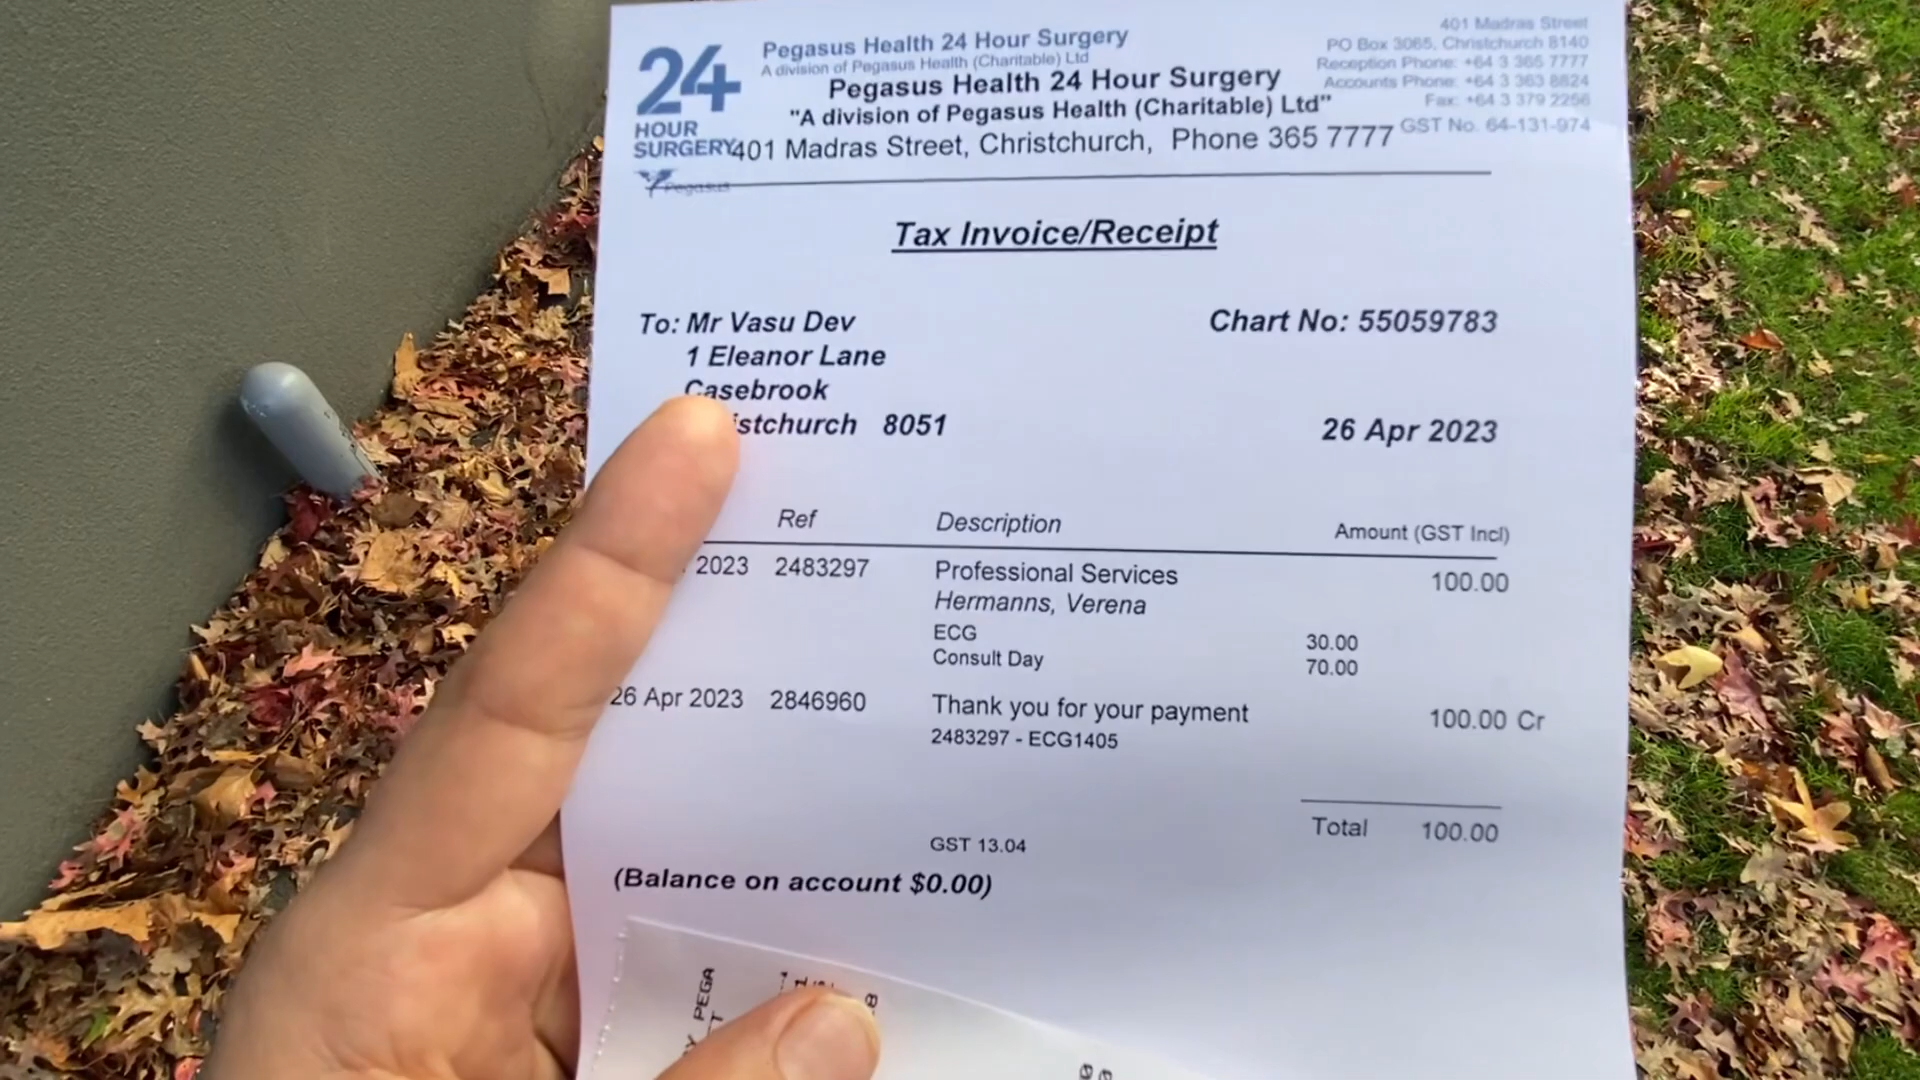 24
HOUR
SURGERY
Pegasus
Pegasus Health 24 Hour Surgery
A division of Pegasus Health (Charitable) Ltd
Pegasus Health 24 Hour Surgery
"A division of Pegasus Health (Charitable) Ltd"
401 Madras Street, Christchurch, Phone 365 7777
401 Madras Street
PO Box 3065, Christchurch 8140
Reception Phone: +64 3 365 7777
Accounts Phone: +64 3 363 8824
Fax: +64 3 379 2256
GST No. 64-131-974
Tax Invoice/Receipt
To: Mr Vasu Dev
1 Eleanor Lane
Casebrook
istchurch 8051
Chart No: 55059783
26 Apr 2023
Ref Description Amount (GST Incl)
2023 2483297 Professional Services 100.00
Hermanns, Verena
ECG 30.00
Consult Day 70.00
26 Apr 2023 2846960 Thank you for your payment 100.00 Cr
2483297 - ECG1405
Total 100.00
GST 13.04
(Balance on account $0.00)
PEGA